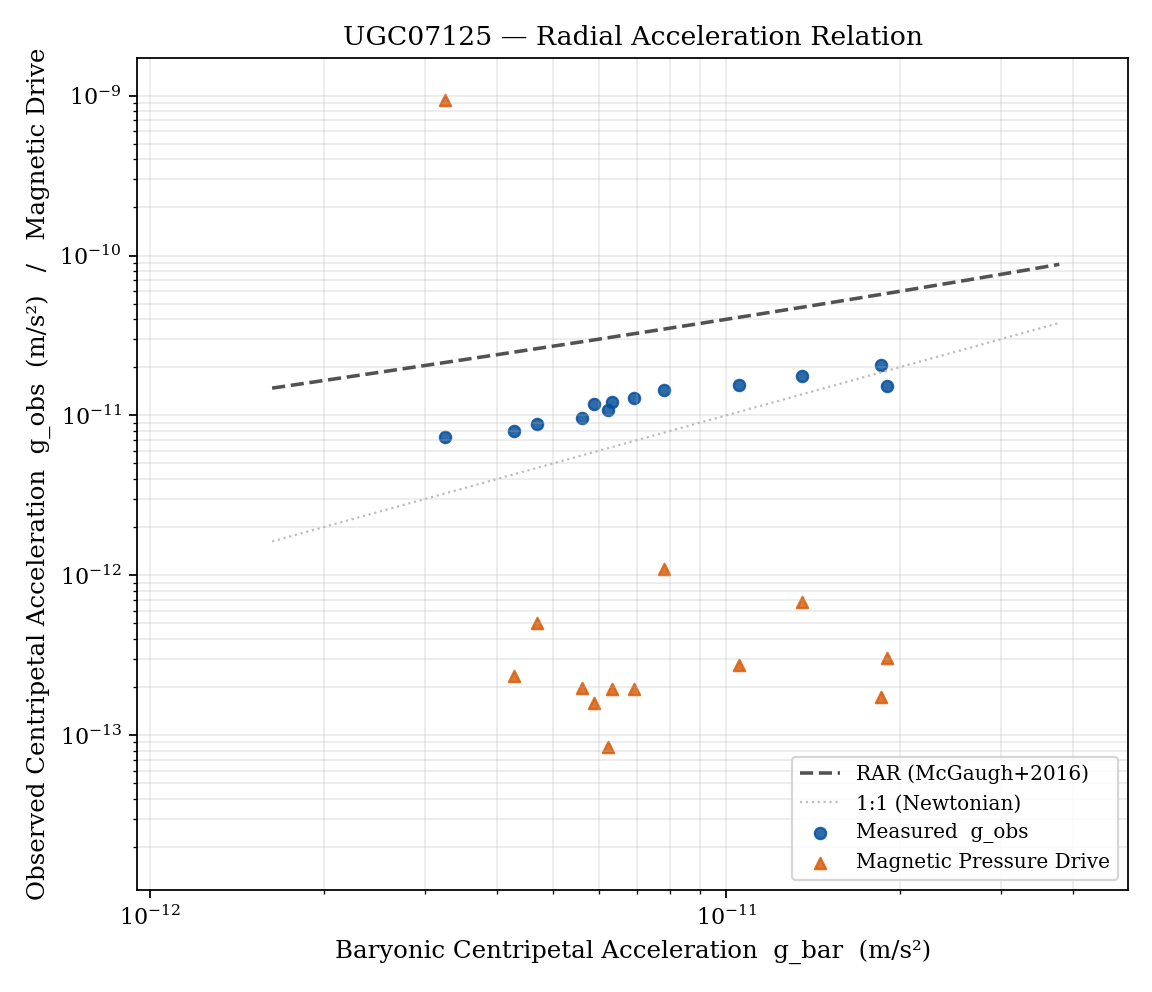 UGC07125 — Radial Acceleration Relation
Observed Centripetal Acceleration  g_obs  (m/s²)   /   Magnetic Drive
10⁻⁹
10⁻¹⁰
10⁻¹¹
10⁻¹²
10⁻¹³
RAR (McGaugh+2016)
1:1 (Newtonian)
Measured  g_obs
Magnetic Pressure Drive
10⁻¹²
10⁻¹¹
Baryonic Centripetal Acceleration  g_bar  (m/s²)